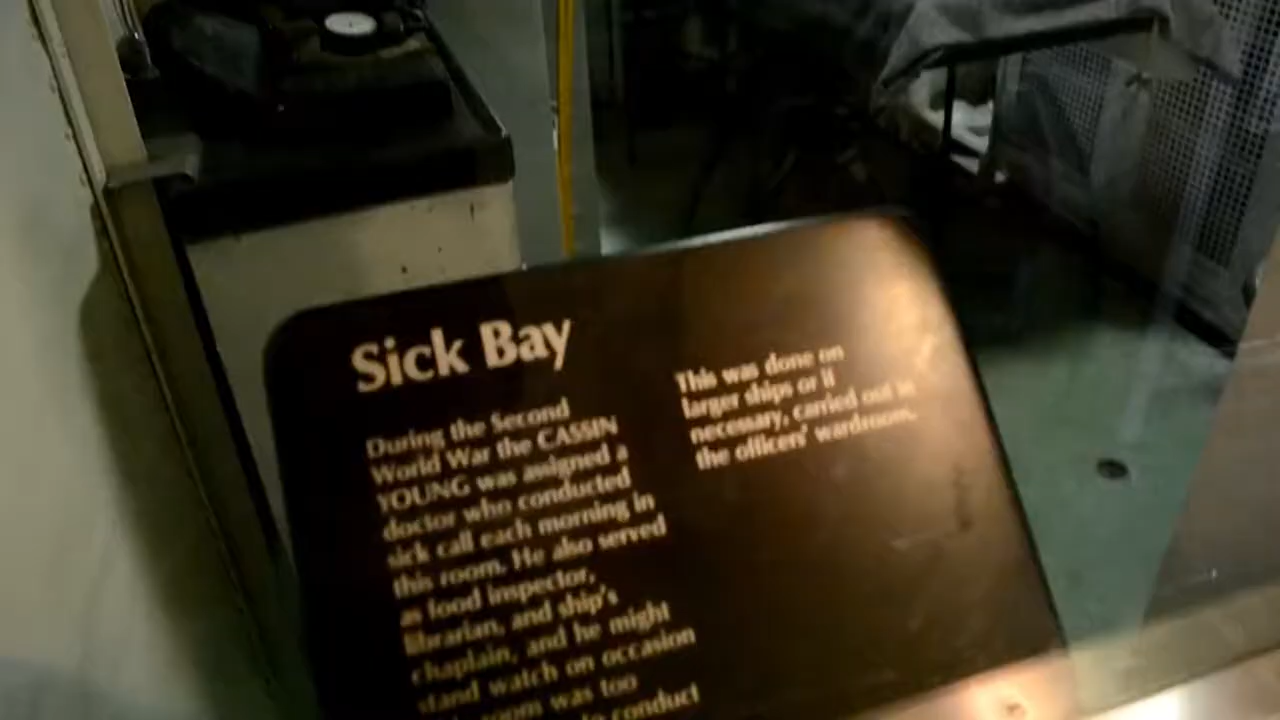 Sick Bay
During the Second
World War the CASSIN
YOUNG was assigned a
doctor who conducted
sick call each morning in
this room. He also served
as food inspector,
librarian, and ship's
chaplain, and he might
stand watch on occasion
room was too
conduct
This was done on
larger ships or if
necessary, carried out in
the officers' wardroom.